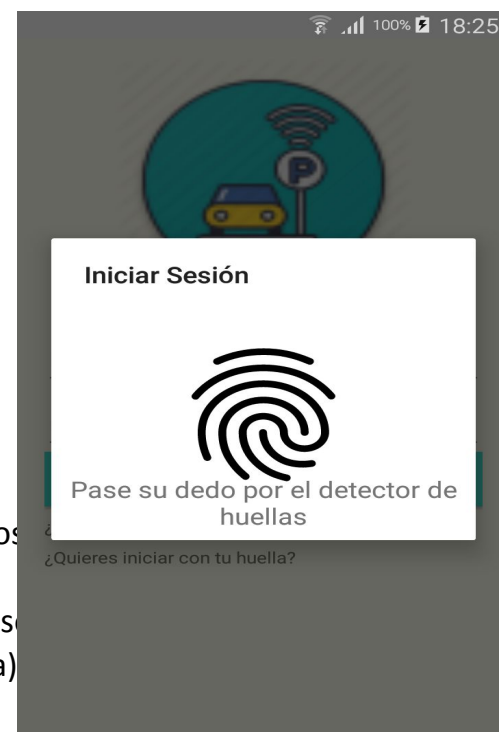 100% 18:25
P
Iniciar Sesión
Pase su dedo por el detector de
huellas
¿Quieres iniciar con tu huella?